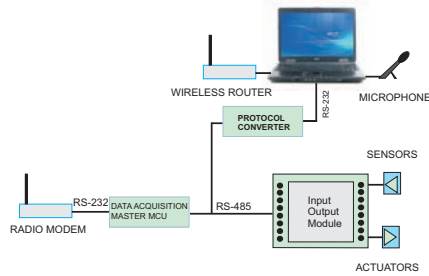 WIRELESS ROUTER
RS-232
MICROPHONE
PROTOCOL
CONVERTER
SENSORS
RS-232
DATA ACQUISITION
MASTER MCU
RS-485
Input
Output
Module
RADIO MODEM
ACTUATORS